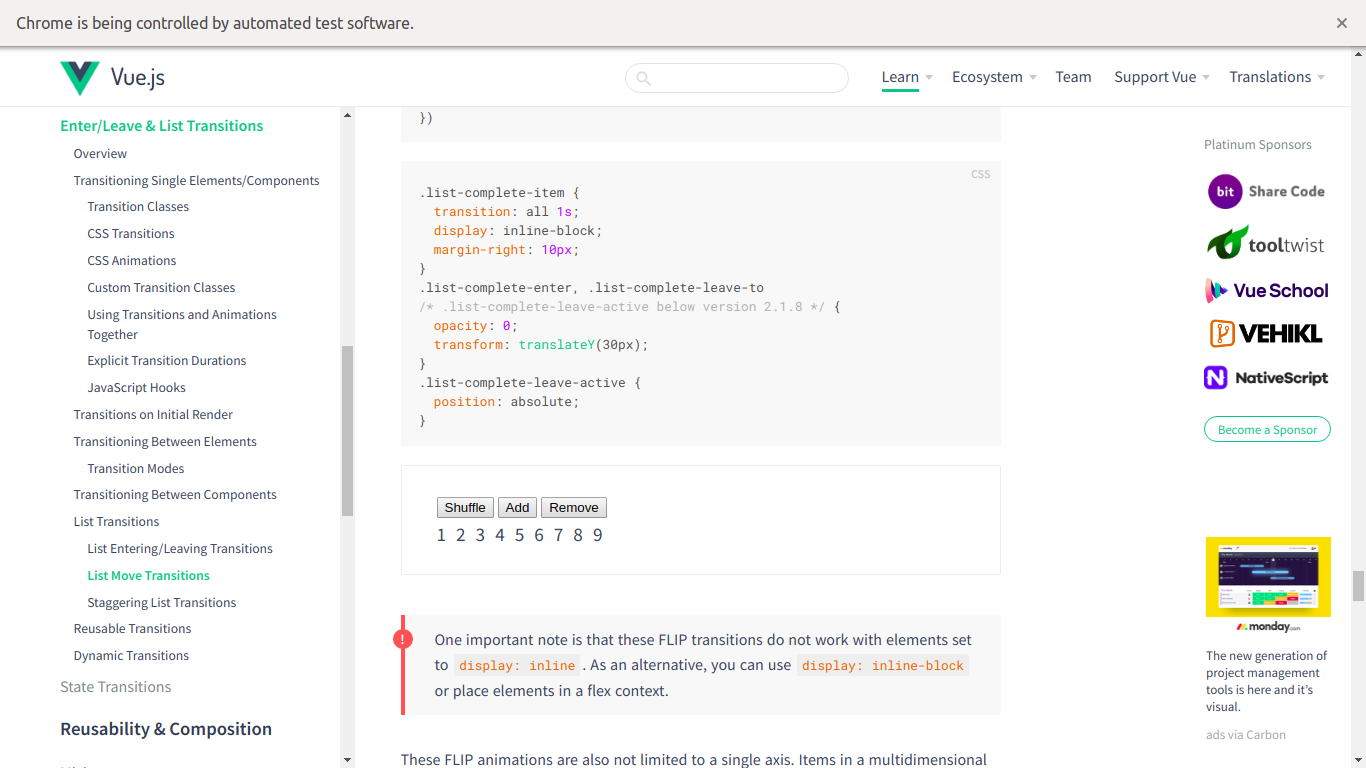 Chrome is being controlled by automated test software.
Vue.js
Learn
Ecosystem
Team
Support Vue
Translations
Enter/Leave & List Transitions
Overview
Transitioning Single Elements/Components
Transition Classes
CSS Transitions
CSS Animations
Custom Transition Classes
Using Transitions and Animations
Together
Explicit Transition Durations
JavaScript Hooks
Transitions on Initial Render
Transitioning Between Elements
Transition Modes
Transitioning Between Components
List Transitions
List Entering/Leaving Transitions
List Move Transitions
Staggering List Transitions
Reusable Transitions
Dynamic Transitions
State Transitions
Reusability & Composition
})
CSS
.list-complete-item {
transition: all 1s;
display: inline-block;
margin-right: 10px;
}
.list-complete-enter, .list-complete-leave-to
/* .list-complete-leave-active below version 2.1.8 */ {
opacity: 0;
transform: translateY(30px);
}
.list-complete-leave-active {
position: absolute;
}
Shuffle Add Remove
1 2 3 4 5 6 7 8 9
!
One important note is that these FLIP transitions do not work with elements set
to display: inline . As an alternative, you can use display: inline-block
or place elements in a flex context.
These FLIP animations are also not limited to a single axis. Items in a multidimensional
Platinum Sponsors
bit Share Code
tooltwist
Vue School
VEHIKL
N NativeScript
Become a Sponsor
monday.com
The new generation of
project management
tools is here and it's
visual.
ads via Carbon